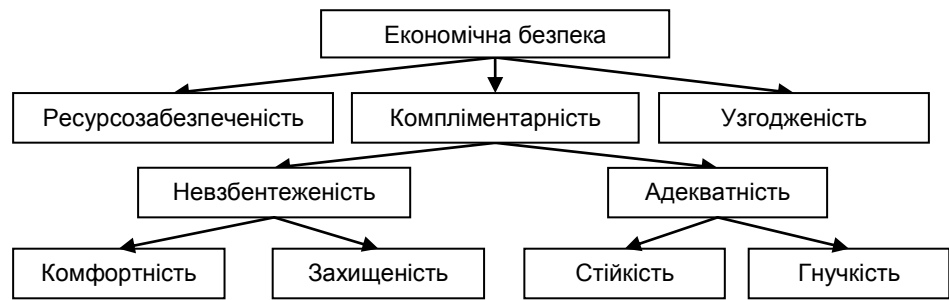 Економічна безпека
Ресурсозабезпеченість
Компліментарність
Узгодженість
Невзбентеженість
Адекватність
Комфортність
Захищеність
Стійкість
Гнучкість